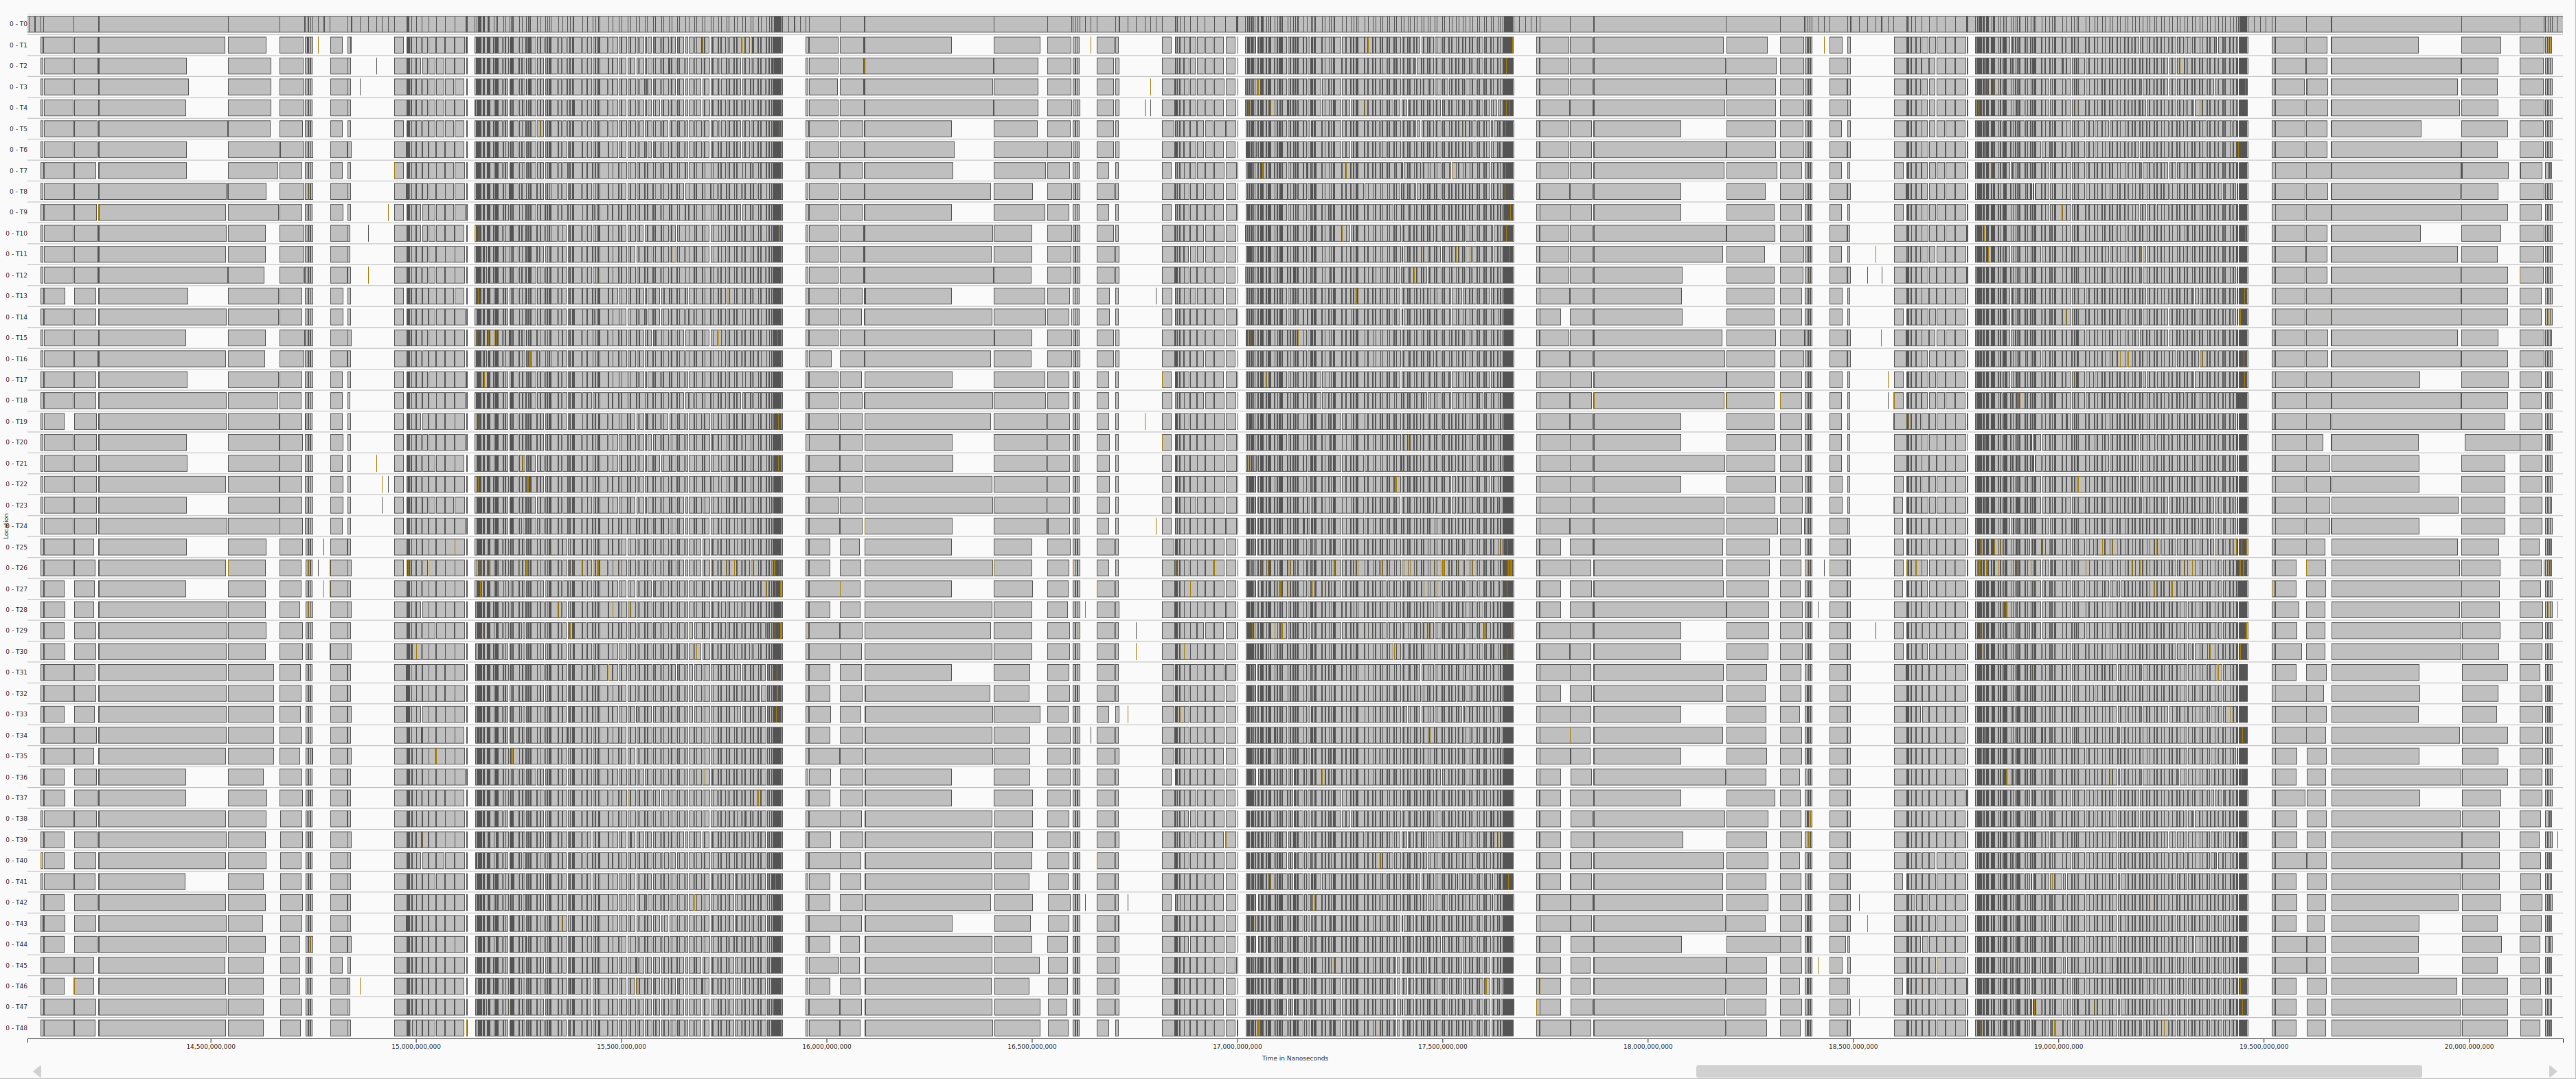 0 - T0
0 - T1
0 - T2
0 - T3
0 - T4
0 - T5
0 - T6
0 - T7
0 - T8
0 - T9
0 - T10
0 - T11
0 - T12
0 - T13
0 - T14
0 - T15
0 - T16
0 - T17
0 - T18
0 - T19
0 - T20
0 - T21
0 - T22
0 - T23
Location
0 - T24
0 - T25
0 - T26
0 - T27
0 - T28
0 - T29
0 - T30
0 - T31
0 - T32
0 - T33
0 - T34
0 - T35
0 - T36
0 - T37
0 - T38
0 - T39
0 - T40
0 - T41
0 - T42
0 - T43
0 - T44
0 - T45
0 - T46
0 - T47
0 - T48
14,500,000,000 15,000,000,000 15,500,000,000 16,000,000,000 16,500,000,000 17,000,000,000 17,500,000,000 18,000,000,000 18,500,000,000 19,000,000,000 19,500,000,000 20,000,000,000
Time in Nanoseconds